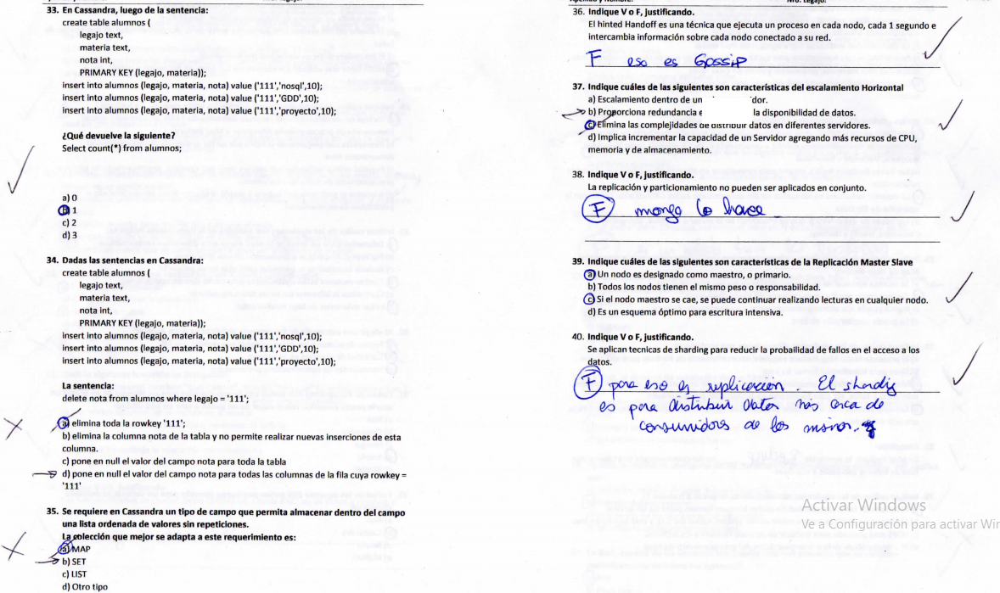 33. En Cassandra, luego de la sentencia:
create table alumnos (
legajo text,
materia text,
nota int,
PRIMARY KEY (legajo, materia));
insert into alumnos (legajo, materia, nota) value ('111','nosql',10);
insert into alumnos (legajo, materia, nota) value ('111','GDD',10);
insert into alumnos (legajo, materia, nota) value ('111','proyecto',10);
¿Qué devuelve la siguiente?
Select count(*) from alumnos;
a) 0
b) 1
c) 2
d) 3
34. Dadas las sentencias en Cassandra:
create table alumnos (
legajo text,
materia text,
nota int,
PRIMARY KEY (legajo, materia));
insert into alumnos (legajo, materia, nota) value ('111','nosql',10);
insert into alumnos (legajo, materia, nota) value ('111','GDD',10);
insert into alumnos (legajo, materia, nota) value ('111','proyecto',10);
La sentencia:
delete nota from alumnos where legajo = '111';
a) elimina toda la rowkey '111';
b) elimina la columna nota de la tabla y no permite realizar nuevas inserciones de esta
columna.
c) pone en null el valor del campo nota para toda la tabla
d) pone en null el valor del campo nota para todas las columnas de la fila cuya rowkey =
'111'
35. Se requiere en Cassandra un tipo de campo que permita almacenar dentro del campo
una lista ordenada de valores sin repeticiones.
La colección que mejor se adapta a este requerimiento es:
a) MAP
b) SET
c) LIST
d) Otro tipo
36. Indique V o F, justificando.
El hinted Handoff es una técnica que ejecuta un proceso en cada nodo, cada 1 segundo e
intercambia información sobre cada nodo conectado a su red.
F eso es Gossip
37. Indique cuáles de las siguientes son características del escalamiento Horizontal
a) Escalamiento dentro de un dor.
b) Proporciona redundancia e la disponibilidad de datos.
c) Elimina las complejidades de distribuir datos en diferentes servidores.
d) Implica incrementar la capacidad de un Servidor agregando más recursos de CPU,
memoria y de almacenamiento.
38. Indique V o F, justificando.
La replicación y particionamiento no pueden ser aplicados en conjunto.
F mongo lo hace
39. Indique cuáles de las siguientes son características de la Replicación Master Slave
a) Un nodo es designado como maestro, o primario.
b) Todos los nodos tienen el mismo peso o responsabilidad.
c) Si el nodo maestro se cae, se puede continuar realizando lecturas en cualquier nodo.
d) Es un esquema óptimo para escritura intensiva.
40. Indique V o F, justificando.
Se aplican tecnicas de sharding para reducir la probailidad de fallos en el acceso a los
datos.
F para eso es replicacion. El shardig
es para distribuir datos mas cerca de
consumidores de los mismos.
Activar Windows
Ve a Configuración para activar Wir